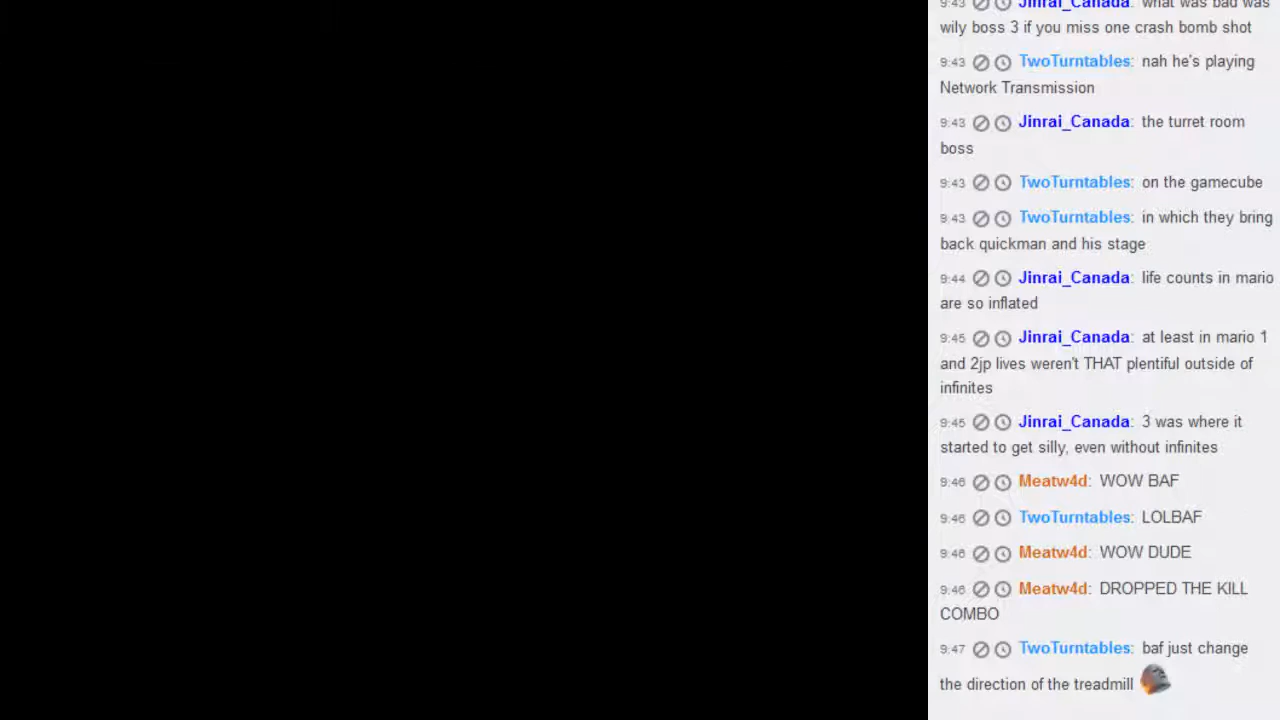 9:43 Jinrai_Canada: what was bad was
wily boss 3 if you miss one crash bomb shot
9:43 TwoTurntables: nah he's playing
Network Transmission
9:43 Jinrai_Canada: the turret room
boss
9:43 TwoTurntables: on the gamecube
9:43 TwoTurntables: in which they bring
back quickman and his stage
9:44 Jinrai_Canada: life counts in mario
are so inflated
9:45 Jinrai_Canada: at least in mario 1
and 2jp lives weren't THAT plentiful outside of
infinites
9:45 Jinrai_Canada: 3 was where it
started to get silly, even without infinites
9:46 Meatw4d: WOW BAF
9:46 TwoTurntables: LOLBAF
9:46 Meatw4d: WOW DUDE
9:46 Meatw4d: DROPPED THE KILL
COMBO
9:47 TwoTurntables: baf just change
the direction of the treadmill